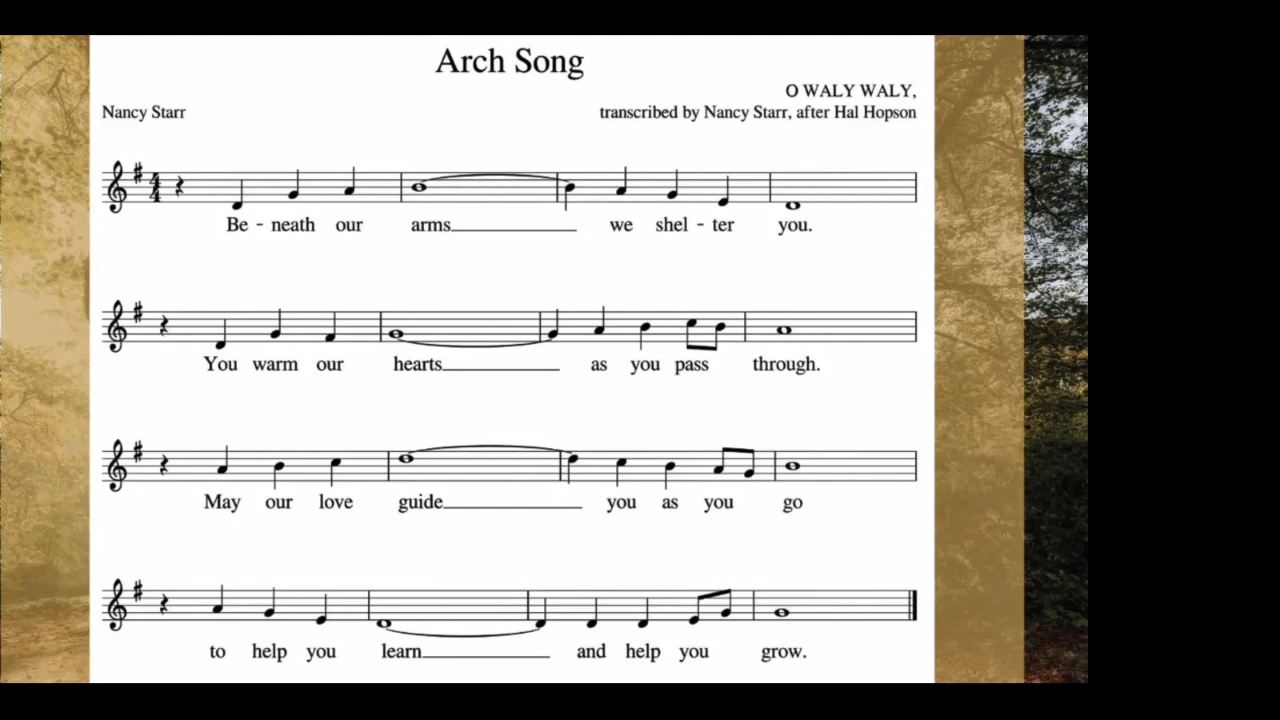 Arch Song
O WALY WALY,
Nancy Starr
transcribed by Nancy Starr, after Hal Hopson
Be - neath our arms we shel - ter you.
You warm our hearts as you pass through.
May our love guide you as you go
to help you learn and help you grow.